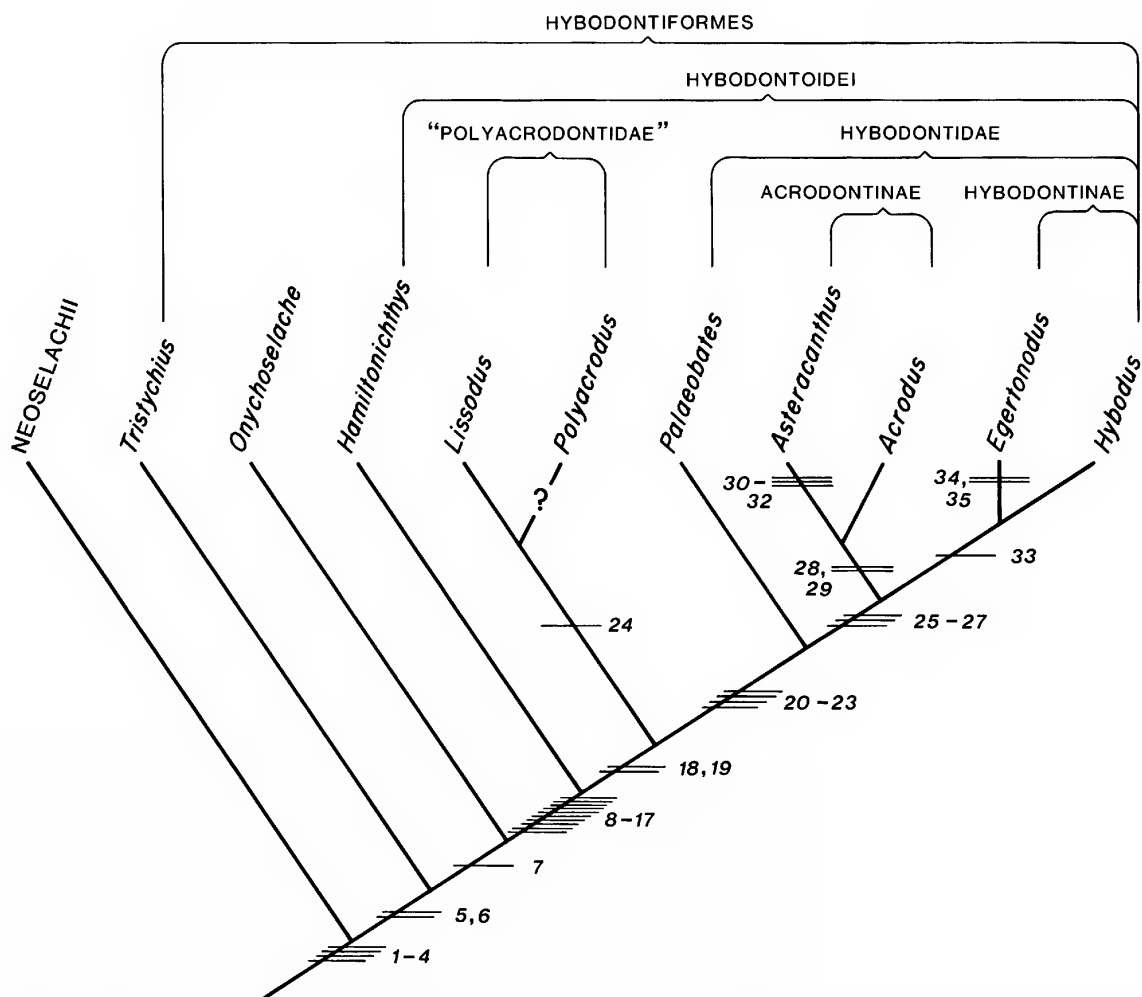 HYBODONTIFORMES
HYBODONTOIDEI
“POLYACRODONTIDAE”
HYBODONTIDAE
ACRODONTINAE
HYBODONTINAE
NEOSELACHII
Tristychius
Onychoselache
Hamiltonichthys
Lissodus
Polyacrodus
Palaeobates
Asteracanthus
Acrodus
Egertonodus
Hybodus
?
30–
32
34,
35
33
28,
29
25–27
24
20–23
18,19
8–17
7
5,6
1–4